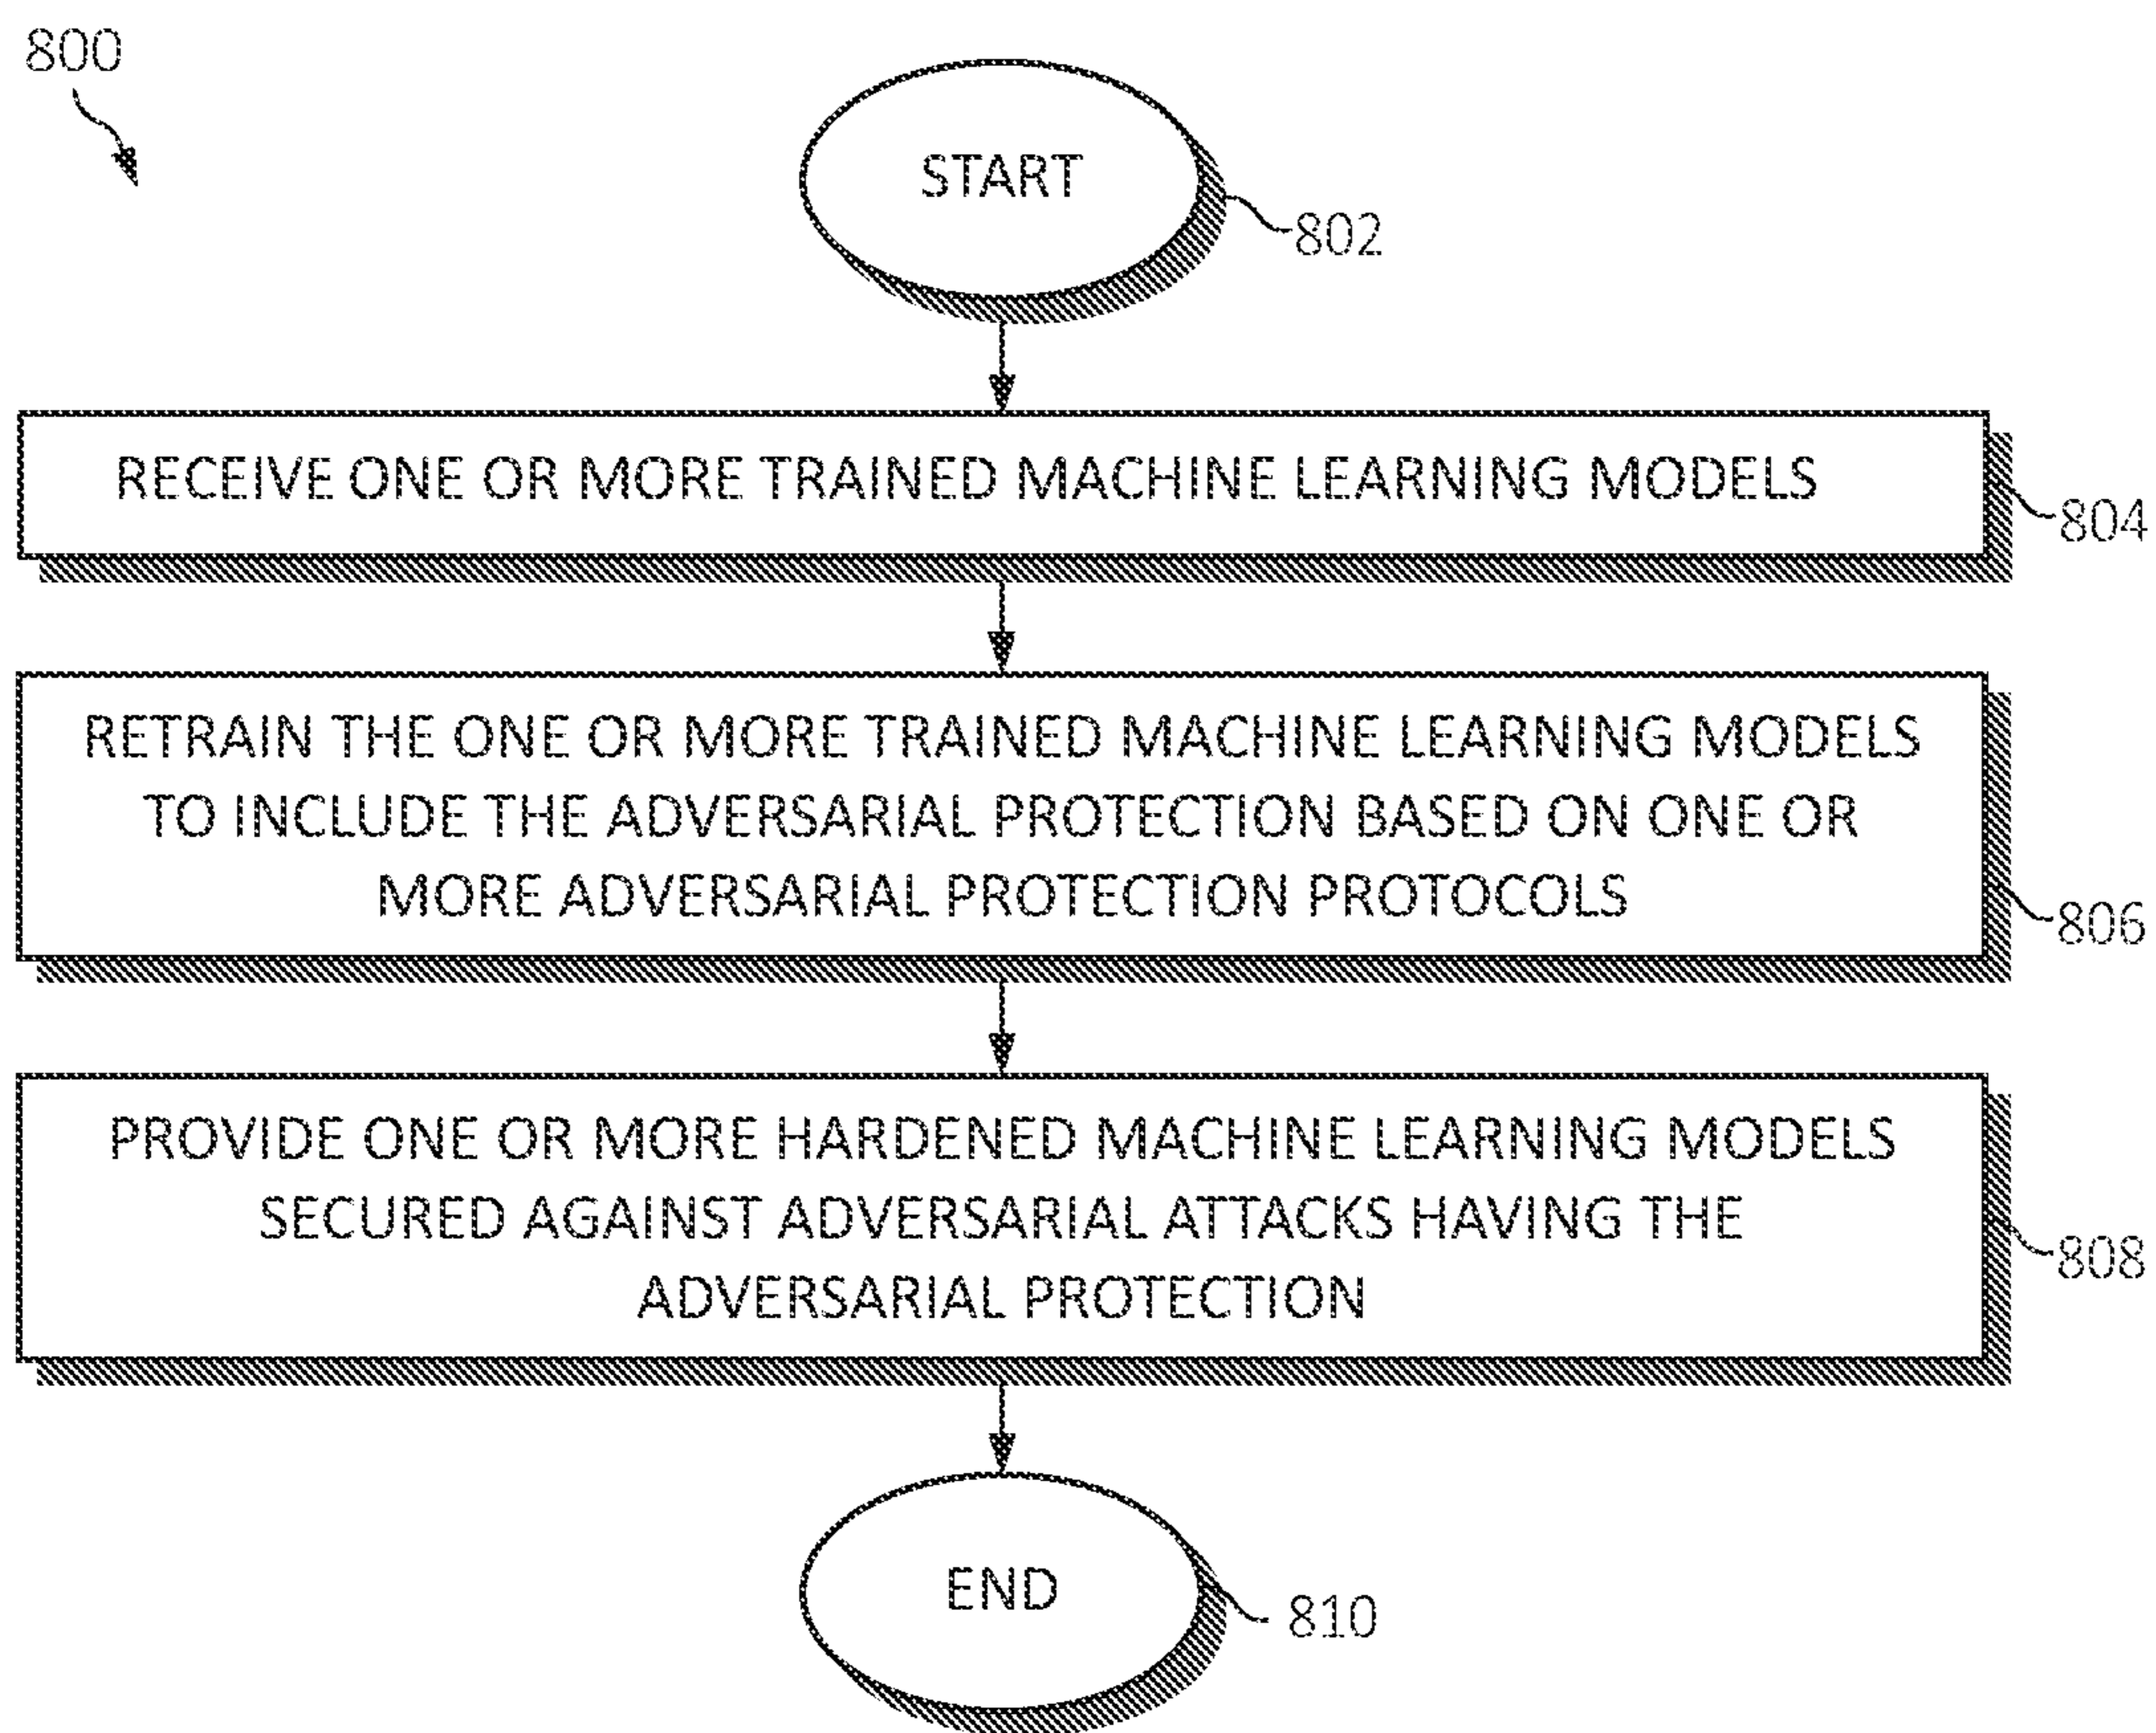 800
START
802
RECEIVE ONE OR MORE TRAINED MACHINE LEARNING MODELS
804
RETRAIN THE ONE OR MORE TRAINED MACHINE LEARNING MODELS
TO INCLUDE THE ADVERSARIAL PROTECTION BASED ON ONE OR
MORE ADVERSARIAL PROTECTION PROTOCOLS
806
PROVIDE ONE OR MORE HARDENED MACHINE LEARNING MODELS
SECURED AGAINST ADVERSARIAL ATTACKS HAVING THE
ADVERSARIAL PROTECTION
808
END
810